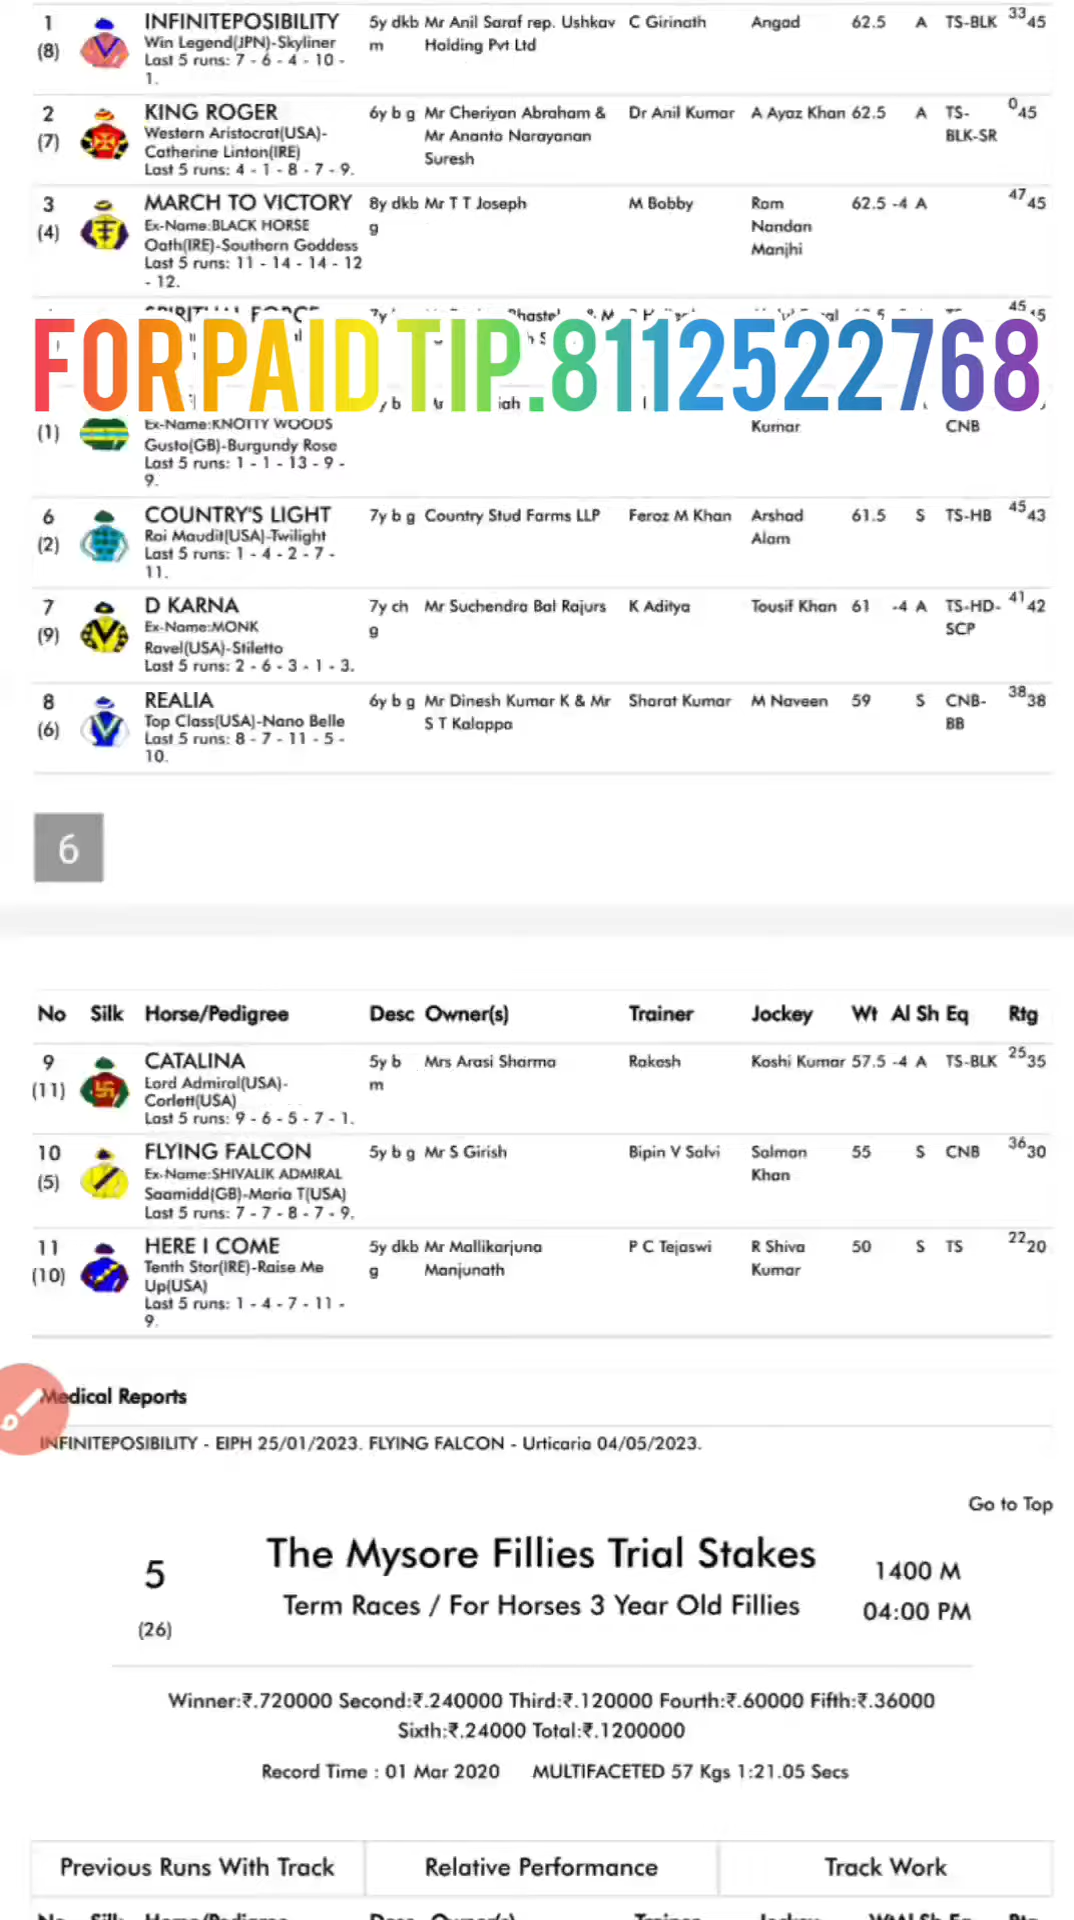 1 INFINITEPOSIBILITY 5y dkb Mr Anil Saraf rep. Ushkav C Girinath Angad 62.5 A TS-BLK 33 45
(8) Win Legend(JPN)-Skyliner m Holding Pvt Ltd
Last 5 runs: 7 - 6 - 4 - 10 -
1.
2 KING ROGER 6y b g Mr Cheriyan Abraham & Dr Anil Kumar A Ayaz Khan 62.5 A TS- 0 45
(7) Western Aristocrat(USA)- Mr Ananta Narayanan BLK-SR
Catherine Linton(IRE) Suresh
Last 5 runs: 4 - 1 - 8 - 7 - 9.
3 MARCH TO VICTORY 8y dkb Mr T T Joseph M Bobby Ram 62.5 -4 A 47 45
(4) Ex-Name:BLACK HORSE g Nandan
Oath(IRE)-Southern Goddess Manjhi
Last 5 runs: 11 - 14 - 14 - 12
- 12.
SPIRITUAL FORCE 7y
FOR PAID TIP.8112522768
(1) Ex-Name:KNOTTY WOODS Kumar CNB
Gusto(GB)-Burgundy Rose
Last 5 runs: 1 - 1 - 13 - 9 -
9.
6 COUNTRY'S LIGHT 7y b g Country Stud Farms LLP Feroz M Khan Arshad 61.5 S TS-HB 45 43
(2) Rai Maudit(USA)-Twilight Alam
Last 5 runs: 1 - 4 - 2 - 7 -
11.
7 D KARNA 7y ch Mr Suchendra Bal Rajurs K Aditya Tousif Khan 61 -4 A TS-HD- 41 42
(9) Ex-Name:MONK g SCP
Ravel(USA)-Stiletto
Last 5 runs: 2 - 6 - 3 - 1 - 3.
8 REALIA 6y b g Mr Dinesh Kumar K & Mr Sharat Kumar M Naveen 59 S CNB- 38 38
(6) Top Class(USA)-Nano Belle S T Kalappa BB
Last 5 runs: 8 - 7 - 11 - 5 -
10.
6
No Silk Horse/Pedigree Desc Owner(s) Trainer Jockey Wt Al Sh Eq Rtg
9 CATALINA 5y b Mrs Arasi Sharma Rakesh Koshi Kumar 57.5 -4 A TS-BLK 25 35
(11) Lord Admiral(USA)- m
Corlett(USA)
Last 5 runs: 9 - 6 - 5 - 7 - 1.
10 FLYING FALCON 5y b g Mr S Girish Bipin V Salvi Salman 55 S CNB 36 30
(5) Ex-Name:SHIVALIK ADMIRAL Khan
Saamidd(GB)-Maria T(USA)
Last 5 runs: 7 - 7 - 8 - 7 - 9.
11 HERE I COME 5y dkb Mr Mallikarjuna P C Tejaswi R Shiva 50 S TS 22 20
(10) Tenth Star(IRE)-Raise Me g Manjunath Kumar
Up(USA)
Last 5 runs: 1 - 4 - 7 - 11 -
9.
Medical Reports
INFINITEPOSIBILITY - EIPH 25/01/2023. FLYING FALCON - Urticaria 04/05/2023.
Go to Top
The Mysore Fillies Trial Stakes
5 1400 M
Term Races / For Horses 3 Year Old Fillies 04:00 PM
(26)
Winner:₹.720000 Second:₹.240000 Third:₹.120000 Fourth:₹.60000 Fifth:₹.36000
Sixth:₹.24000 Total:₹.1200000
Record Time : 01 Mar 2020 MULTIFACETED 57 Kgs 1:21.05 Secs
Previous Runs With Track Relative Performance Track Work
No Silk Horse/Pedigree Desc Owner(s) Trainer Jockey Wt Al Sh Eq Rtg